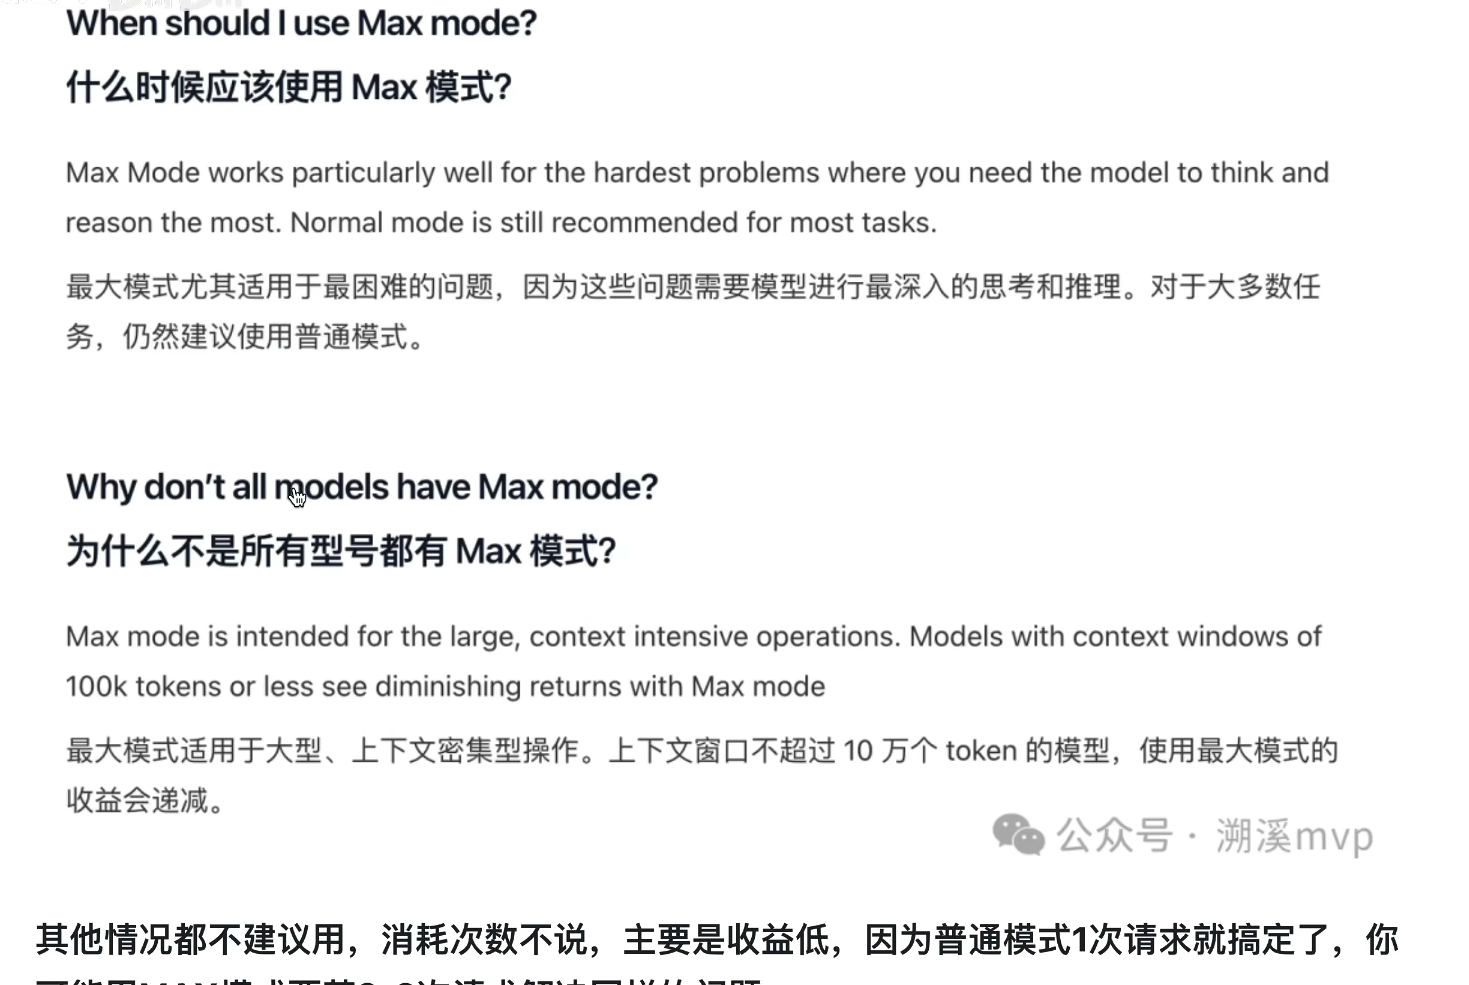 When should I use Max mode?
什么时候应该使用 Max 模式?
Max Mode works particularly well for the hardest problems where you need the model to think and
reason the most. Normal mode is still recommended for most tasks.
最大模式尤其适用于最困难的问题，因为这些问题需要模型进行最深入的思考和推理。对于大多数任
务，仍然建议使用普通模式。
Why don't all models have Max mode?
为什么不是所有型号都有 Max 模式?
Max mode is intended for the large, context intensive operations. Models with context windows of
100k tokens or less see diminishing returns with Max mode
最大模式适用于大型、上下文密集型操作。上下文窗口不超过 10 万个 token 的模型，使用最大模式的
收益会递减。
公众号 · 溯溪mvp
其他情况都不建议用，消耗次数不说，主要是收益低，因为普通模式1次请求就搞定了，你